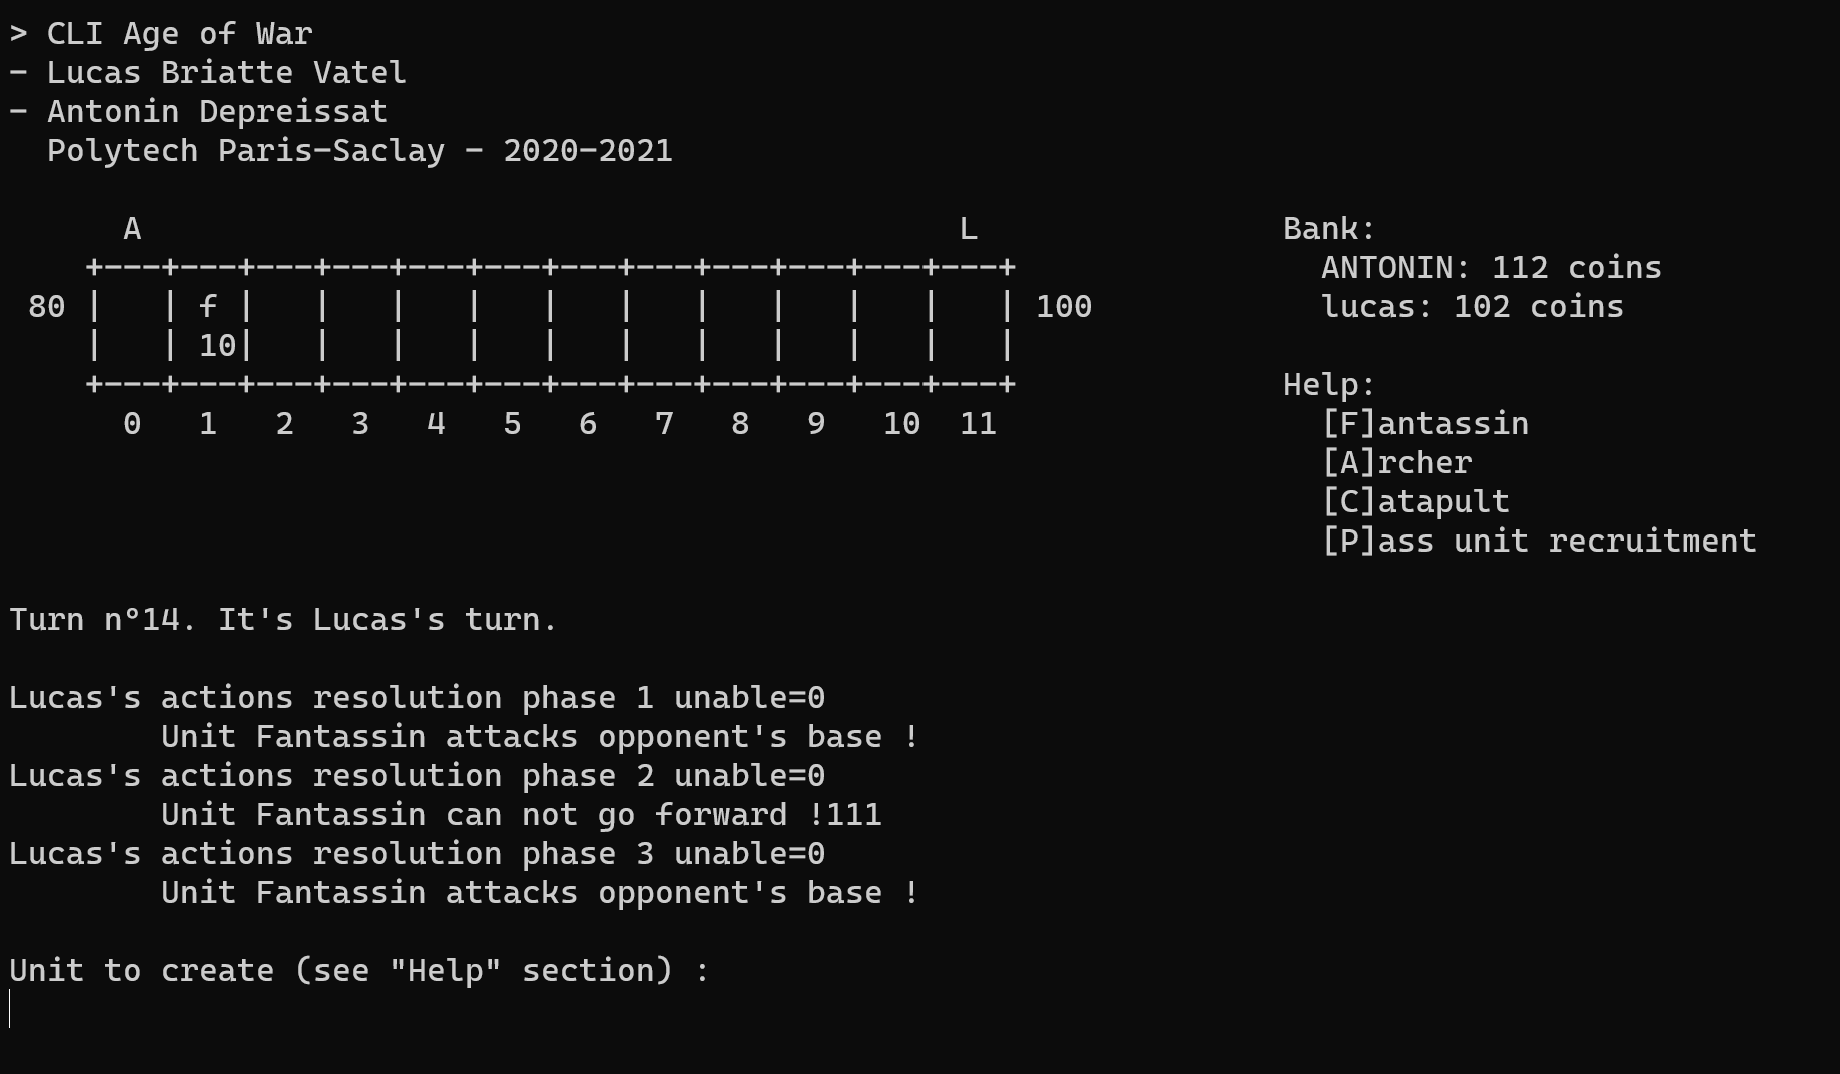 > CLI Age of War
- Lucas Briatte Vatel
- Antonin Depreissat
  Polytech Paris-Saclay - 2020-2021

      A                                           L                Bank:
    +---+---+---+---+---+---+---+---+---+---+---+---+                ANTONIN: 112 coins
 80 |   | f |   |   |   |   |   |   |   |   |   |   | 100            lucas: 102 coins
    |   | 10|   |   |   |   |   |   |   |   |   |   |
    +---+---+---+---+---+---+---+---+---+---+---+---+              Help:
      0   1   2   3   4   5   6   7   8   9   10  11                 [F]antassin
                                                                     [A]rcher
                                                                     [C]atapult
                                                                     [P]ass unit recruitment

Turn n°14. It's Lucas's turn.

Lucas's actions resolution phase 1 unable=0
        Unit Fantassin attacks opponent's base !
Lucas's actions resolution phase 2 unable=0
        Unit Fantassin can not go forward !111
Lucas's actions resolution phase 3 unable=0
        Unit Fantassin attacks opponent's base !

Unit to create (see "Help" section) :